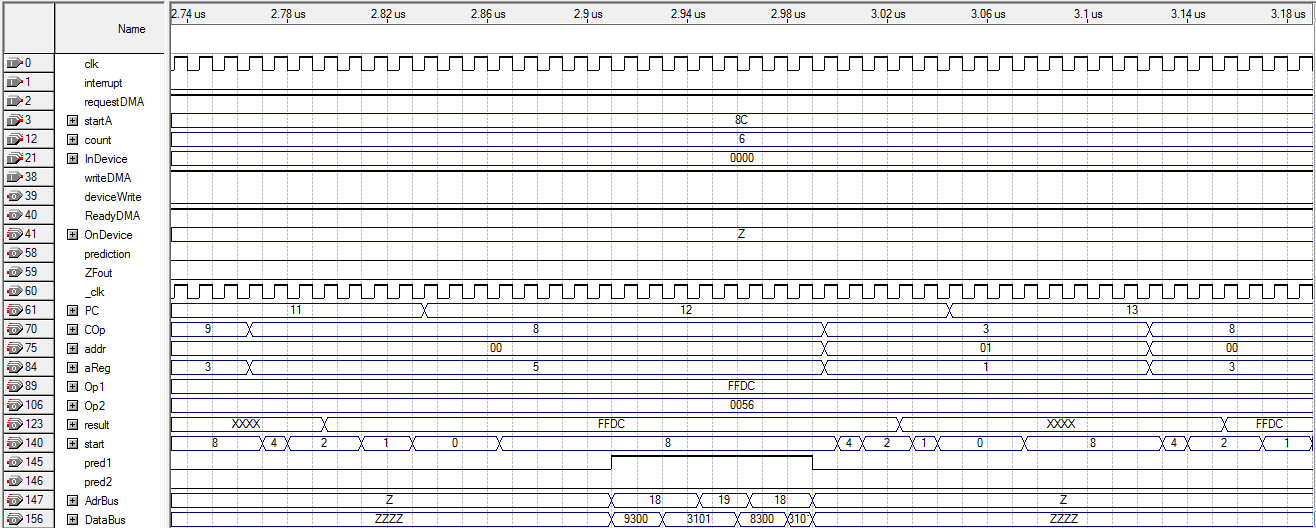 2.74 us 2.78 us 2.82 us 2.86 us 2.9 us 2.94 us 2.98 us 3.02 us 3.06 us 3.1 us 3.14 us 3.18 us
Name
0 clk
1 interrupt
2 requestDMA
3 startA 8C
12 count 6
21 InDevice 0000
38 writeDMA
39 deviceWrite
40 ReadyDMA
41 OnDevice Z
58 prediction
59 ZFout
60 _clk
61 PC 11 12 13
70 COp 9 8 3 8
75 addr 00 01 00
84 aReg 3 5 1 3
89 Op1 FFDC
106 Op2 0056
123 result XXXX FFDC XXXX FFDC
140 start 8 4 2 1 0 8 4 2 1 0 8 4 2 1
145 pred1
146 pred2
147 AdrBus Z 18 19 18 Z
156 DataBus ZZZZ 9300 3101 8300 ZZZZ